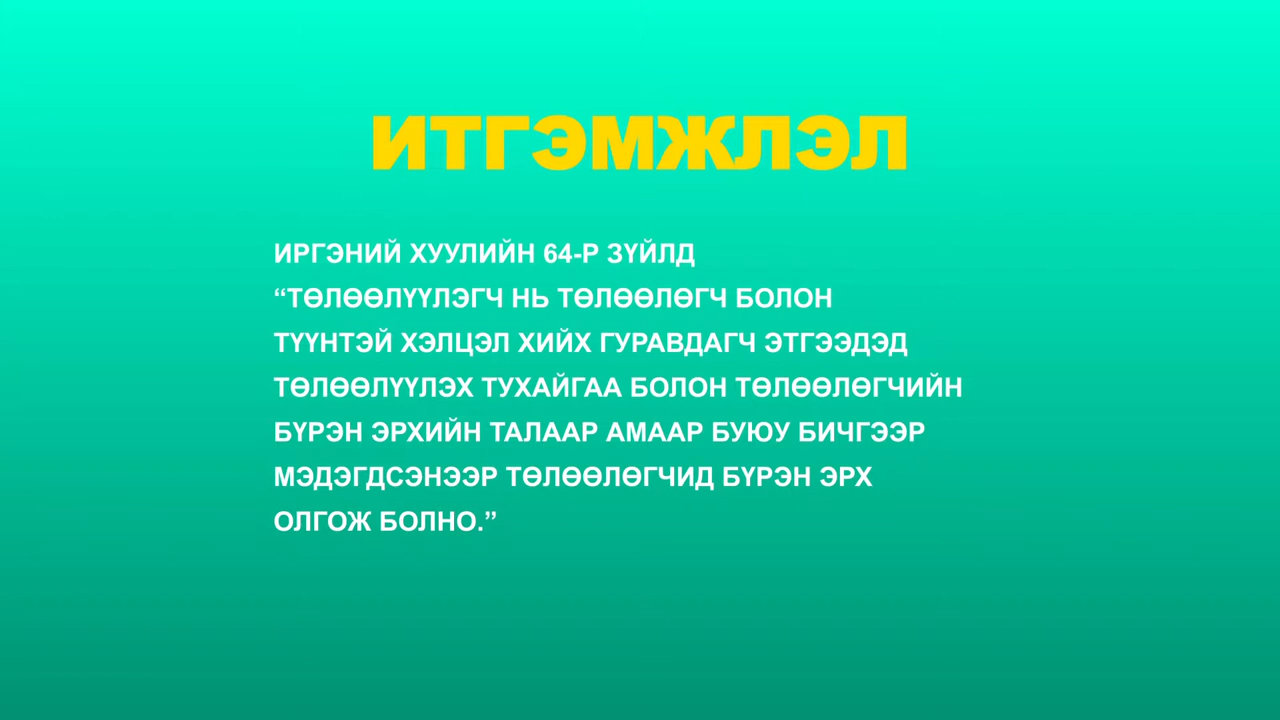 ИТГЭМЖЛЭЛ
ИРГЭНИЙ ХУУЛИЙН 64-Р ЗҮЙЛД
“ТӨЛӨӨЛҮҮЛЭГЧ НЬ ТӨЛӨӨЛӨГЧ БОЛОН
ТҮҮНТЭЙ ХЭЛЦЭЛ ХИЙХ ГУРАВДАГЧ ЭТГЭЭДЭД
ТӨЛӨӨЛҮҮЛЭХ ТУХАЙГАА БОЛОН ТӨЛӨӨЛӨГЧИЙН
БҮРЭН ЭРХИЙН ТАЛААР АМААР БУЮУ БИЧГЭЭР
МЭДЭГДСЭНЭЭР ТӨЛӨӨЛӨГЧИД БҮРЭН ЭРХ
ОЛГОЖ БОЛНО.”